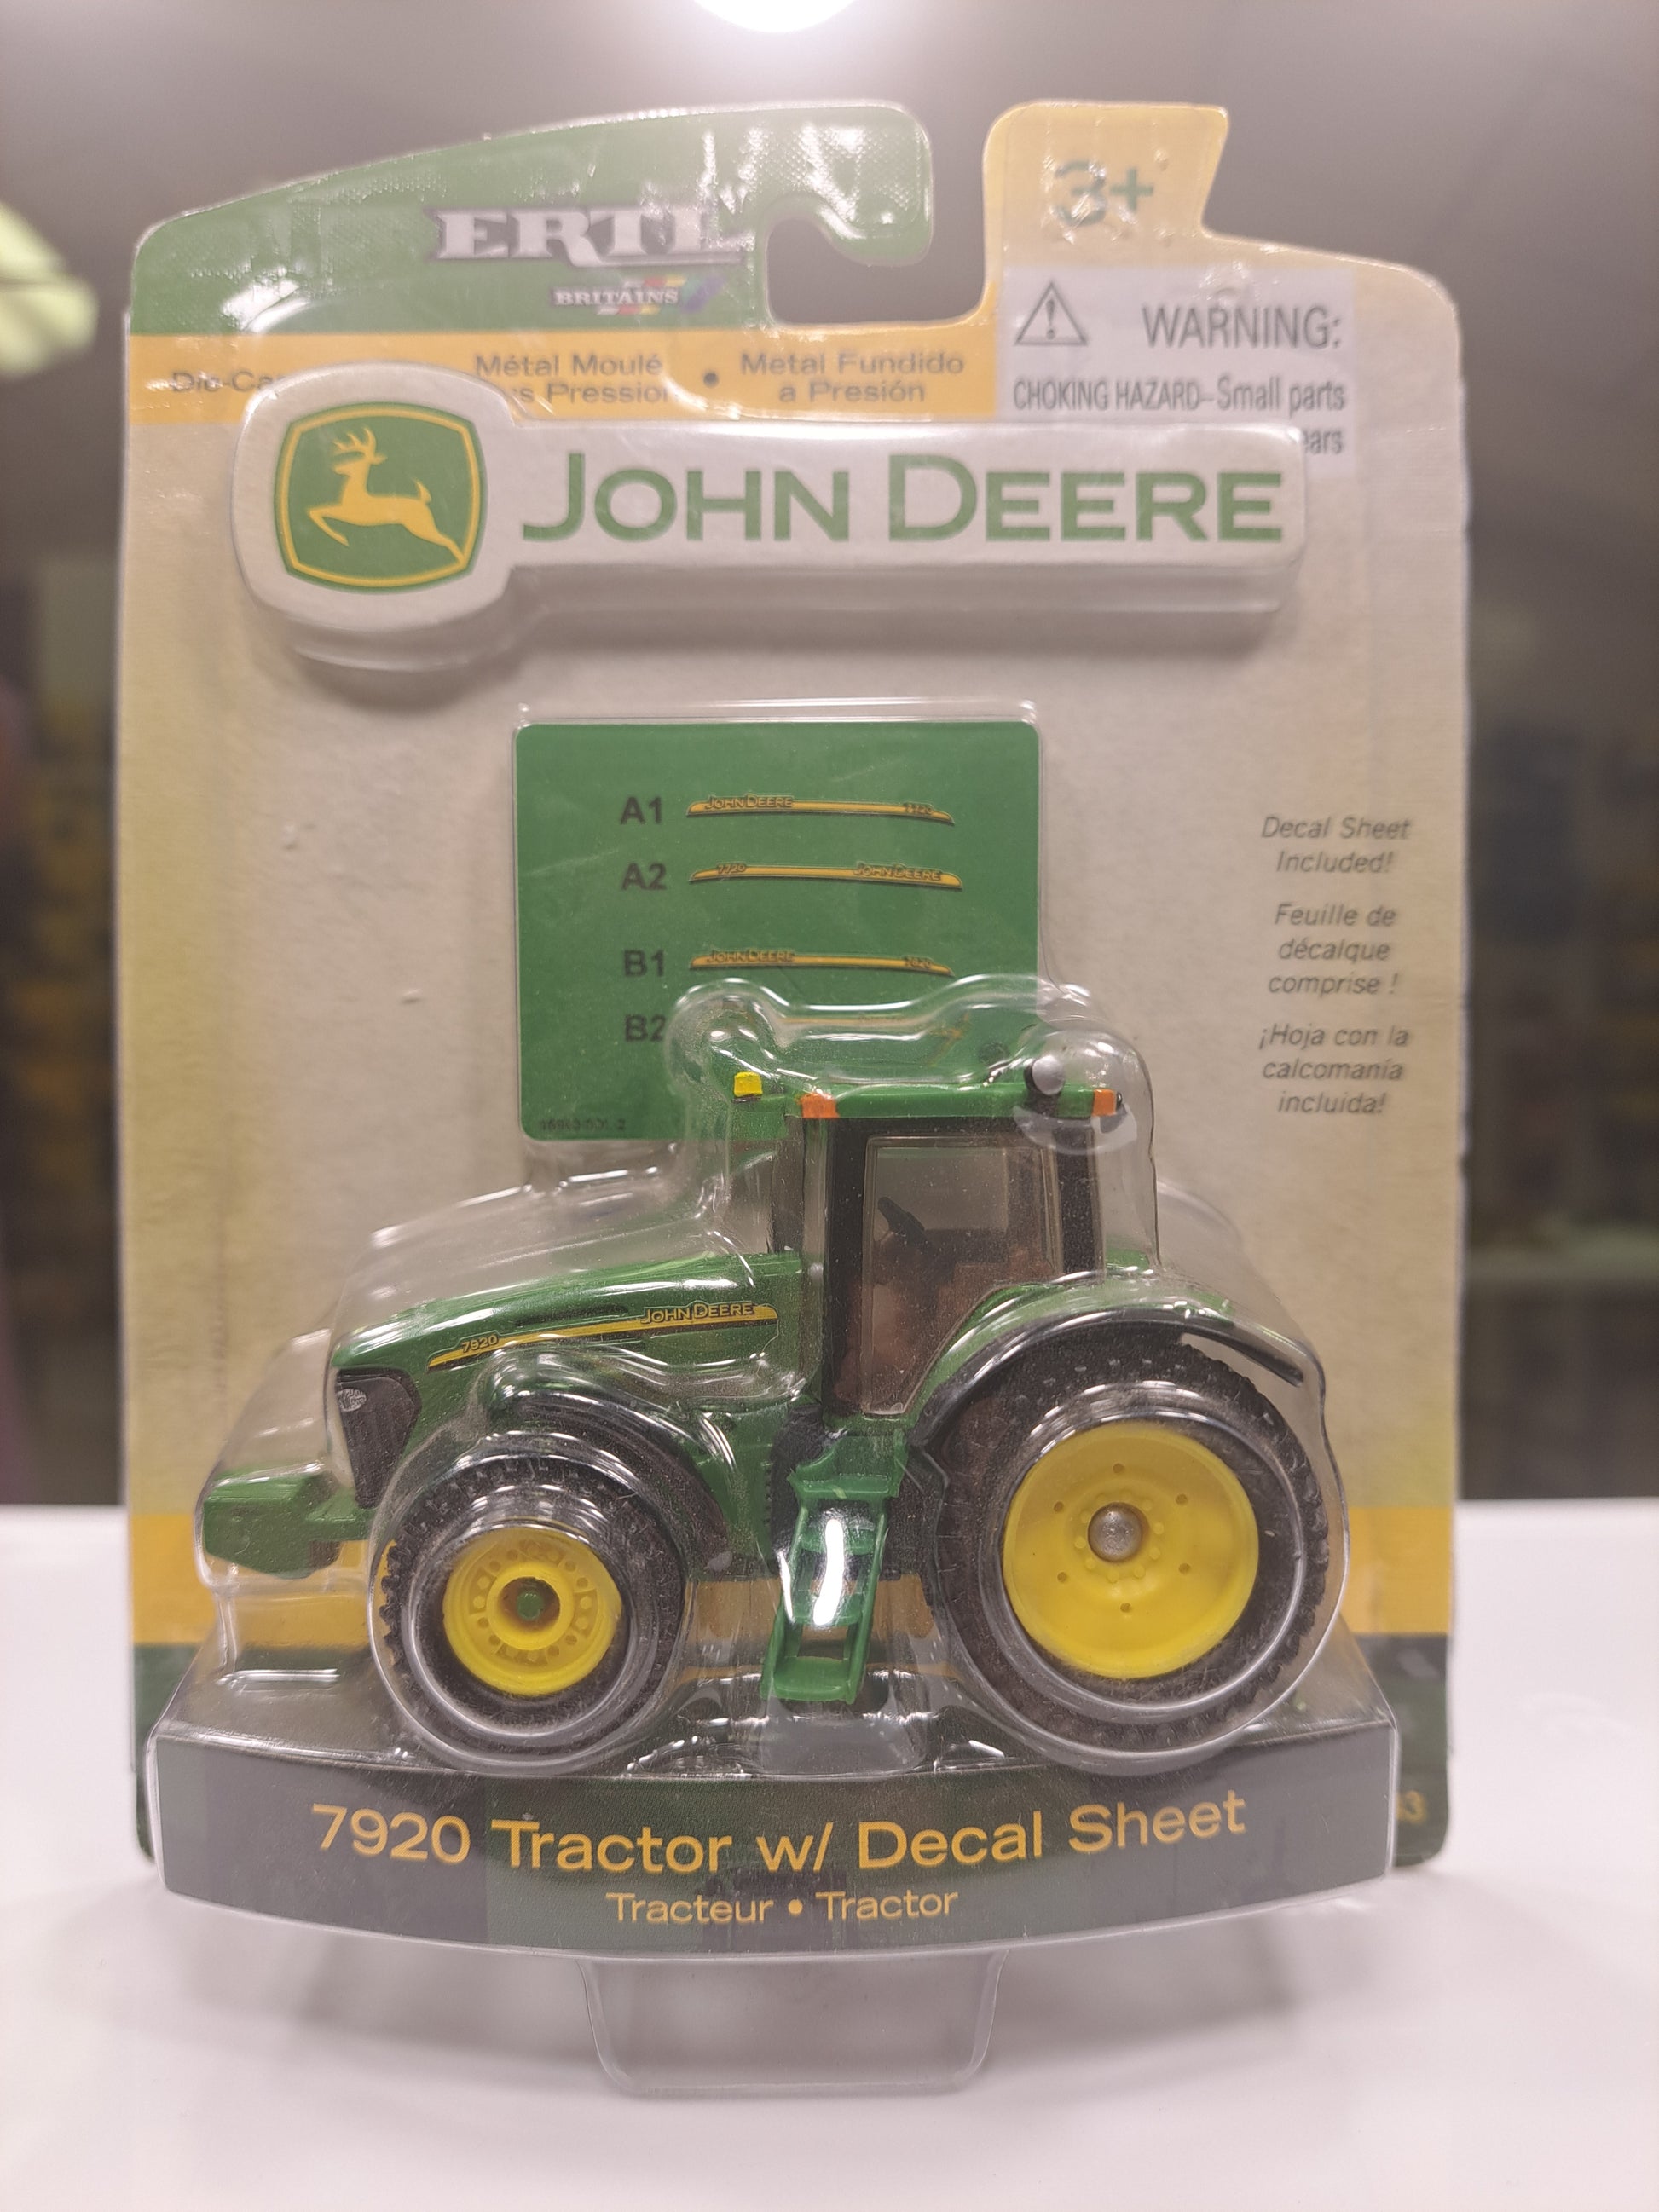 ERTL
BRITAINS
3+
WARNING:
CHOKING HAZARD–Small parts
Métal Moulé • Metal Fundido
Pression a Presión
JOHN DEERE
A1 JOHN DEERE
A2 JOHN DEERE
B1 JOHN DEERE
B2
Decal Sheet
Included!
Feuille de
décalque
comprise !
¡Hoja con la
calcomanía
incluida!
7920 JOHN DEERE
7920 Tractor w/ Decal Sheet
Tracteur • Tractor